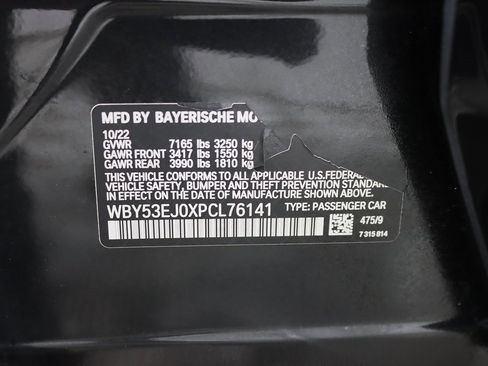 MFD BY BAYERISCHE MO
10/22
GVWR 7165 lbs 3250 kg
GAWR FRONT 3417 lbs 1550 kg
GAWR REAR 3990 lbs 1810 kg
THIS VEHICLE CONFORMS TO ALL APPLICABLE U.S. FEDERAL
VEHICLE SAFETY, BUMPER AND THEFT PREVENTION STANDARDS
IN EFFECT ON THE DATE OF MANUFACTURE SHOWN ABOVE.
WBY53EJ0XPCL76141 TYPE: PASSENGER CAR
475/9
7 315 814